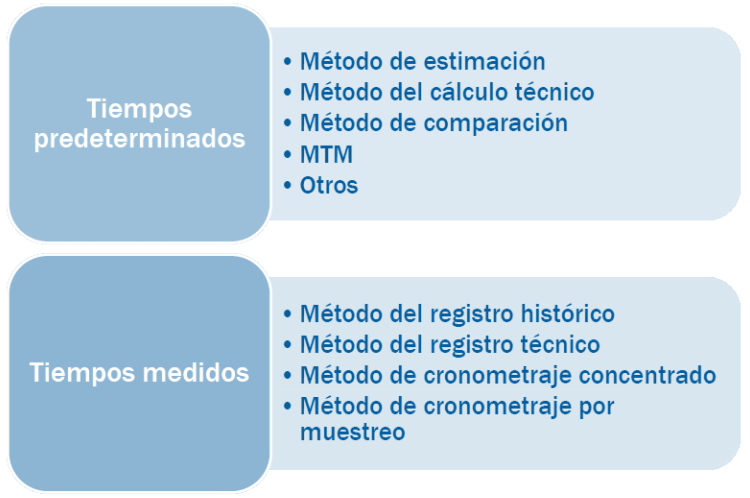 Tiempos
predeterminados
• Método de estimación
• Método del cálculo técnico
• Método de comparación
• MTM
• Otros
Tiempos medidos
• Método del registro histórico
• Método del registro técnico
• Método de cronometraje concentrado
• Método de cronometraje por
muestreo